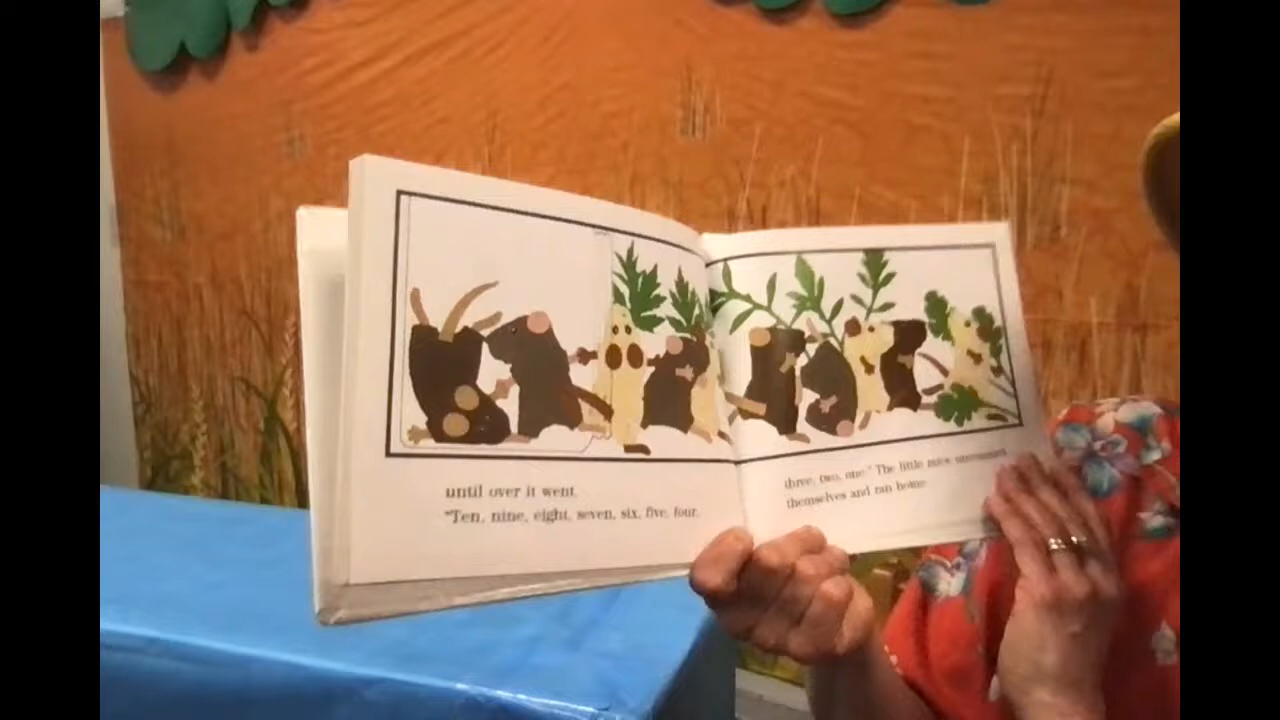 until over it went.
"Ten, nine, eight, seven, six, five, four,
three, two, one." The little mice uncounted
themselves and ran home.